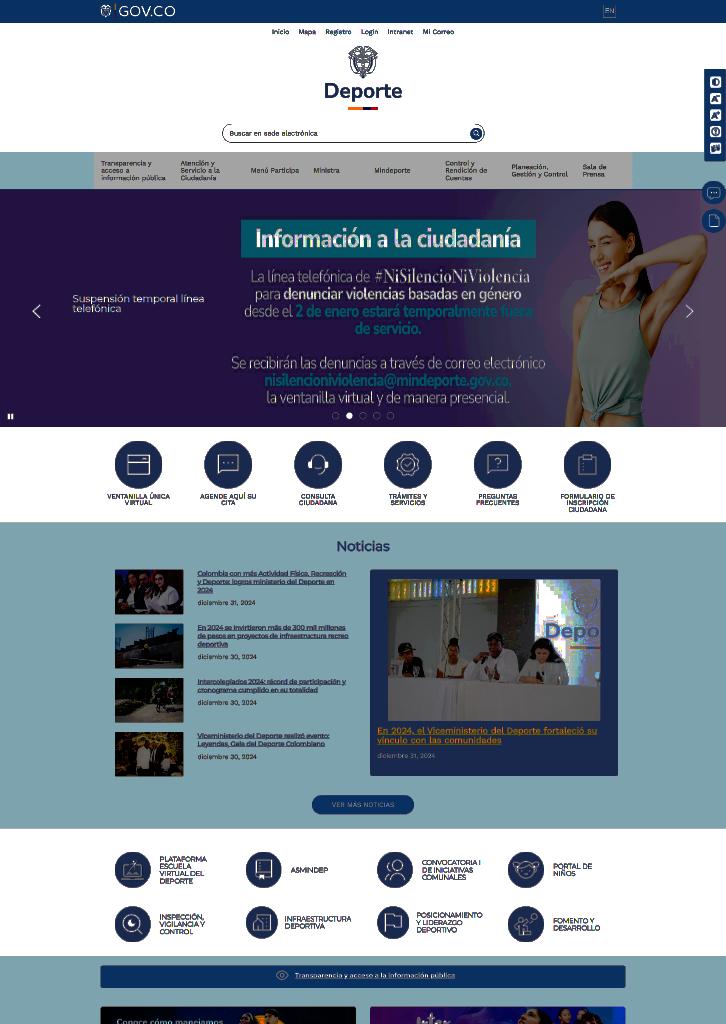 GOV.CO
EN
Inicio Mapa Registro Login Intranet Mi Correo
Deporte
Buscar en sede electrónica
Transparencia y
acceso a
información pública
Atención y
Servicio a la
Ciudadanía
Menú Participa
Ministra
Mindeporte
Control y
Rendición de
Cuentas
Planeación,
Gestión y Control
Sala de
Prensa
Suspensión temporal línea
telefónica
Información a la ciudadanía
La línea telefónica de #NiSilencioNiViolencia
para denunciar violencias basadas en género
desde el 2 de enero estará temporalmente fuera
de servicio.
Se recibirán las denuncias a través de correo electrónico
nisilencioniviolencia@mindeporte.gov.co,
la ventanilla virtual y de manera presencial.
VENTANILLA ÚNICA
VIRTUAL
AGENDE AQUÍ SU
CITA
CONSULTA
CIUDADANA
TRÁMITES Y
SERVICIOS
PREGUNTAS
FRECUENTES
FORMULARIO DE
INSCRIPCIÓN
CIUDADANA
Noticias
Colombia con más Actividad Física, Recreación
y Deporte: logros ministerio del Deporte en
2024
diciembre 31, 2024
En 2024 se invirtieron más de 300 mil millones
de pesos en proyectos de infraestructura recreo
deportiva
diciembre 30, 2024
Intercolegiados 2024: récord de participación y
cronograma cumplido en su totalidad
diciembre 30, 2024
Viceministerio del Deporte realizó evento:
Leyendas, Gala del Deporte Colombiano
diciembre 30, 2024
Depo
En 2024, el Viceministerio del Deporte fortaleció su
vínculo con las comunidades
diciembre 31, 2024
VER MÁS NOTICIAS
PLATAFORMA
ESCUELA
VIRTUAL DEL
DEPORTE
ASMINDEP
CONVOCATORIA I
DE INICIATIVAS
COMUNALES
PORTAL DE
NIÑOS
INSPECCIÓN,
VIGILANCIA Y
CONTROL
INFRAESTRUCTURA
DEPORTIVA
POSICIONAMIENTO
Y LIDERAZGO
DEPORTIVO
FOMENTO Y
DESARROLLO
Transparencia y acceso a la información pública
Conoce cómo manejamos